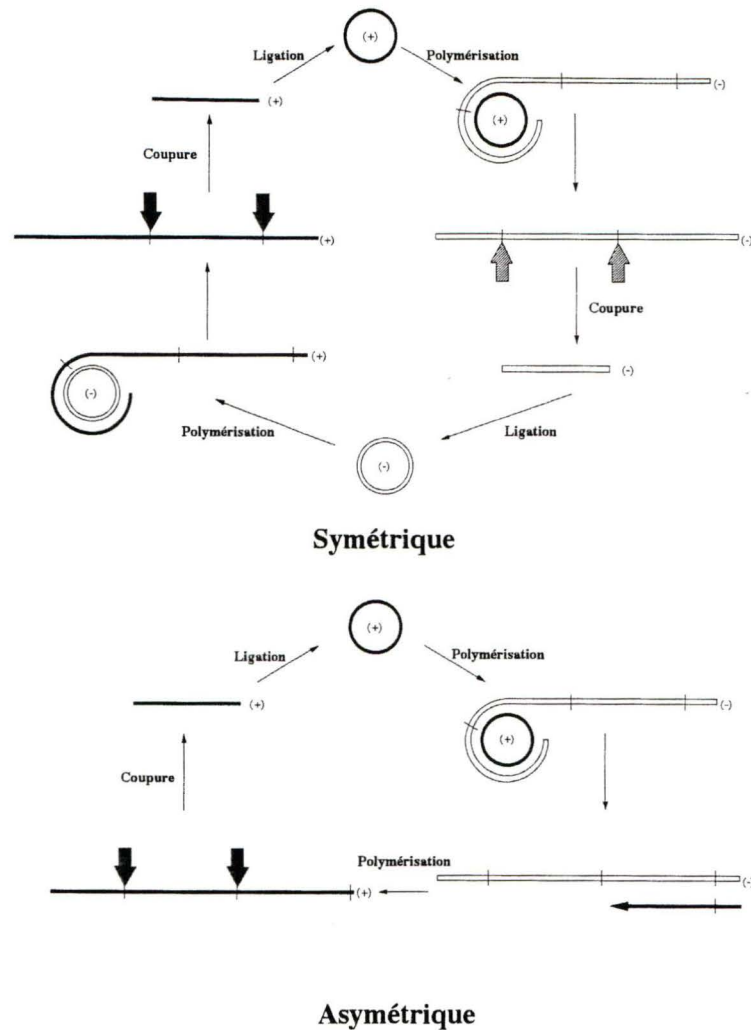 (+)
Ligation
Polymérisation
(+)
(-)
(+)
Coupure
(+)
(-)
Coupure
(+)
(-)
(-)
Polymérisation
Ligation
(-)
Symétrique
(+)
Ligation
Polymérisation
(+)
(-)
(+)
Coupure
Polymérisation
(+)
(-)
Asymétrique